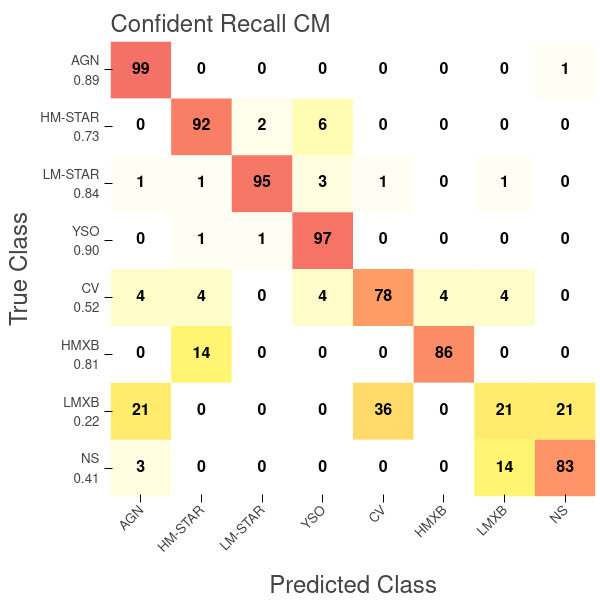 Confident Recall CM
AGN
0.89
99 0 0 0 0 0 0 1
HM-STAR
0.73
0 92 2 6 0 0 0 0
LM-STAR
0.84
1 1 95 3 1 0 1 0
YSO
0.90
0 1 1 97 0 0 0 0
CV
0.52
4 4 0 4 78 4 4 0
HMXB
0.81
0 14 0 0 0 86 0 0
LMXB
0.22
21 0 0 0 36 0 21 21
NS
0.41
3 0 0 0 0 0 14 83
True Class
AGN HM-STAR LM-STAR YSO CV HMXB LMXB NS
Predicted Class